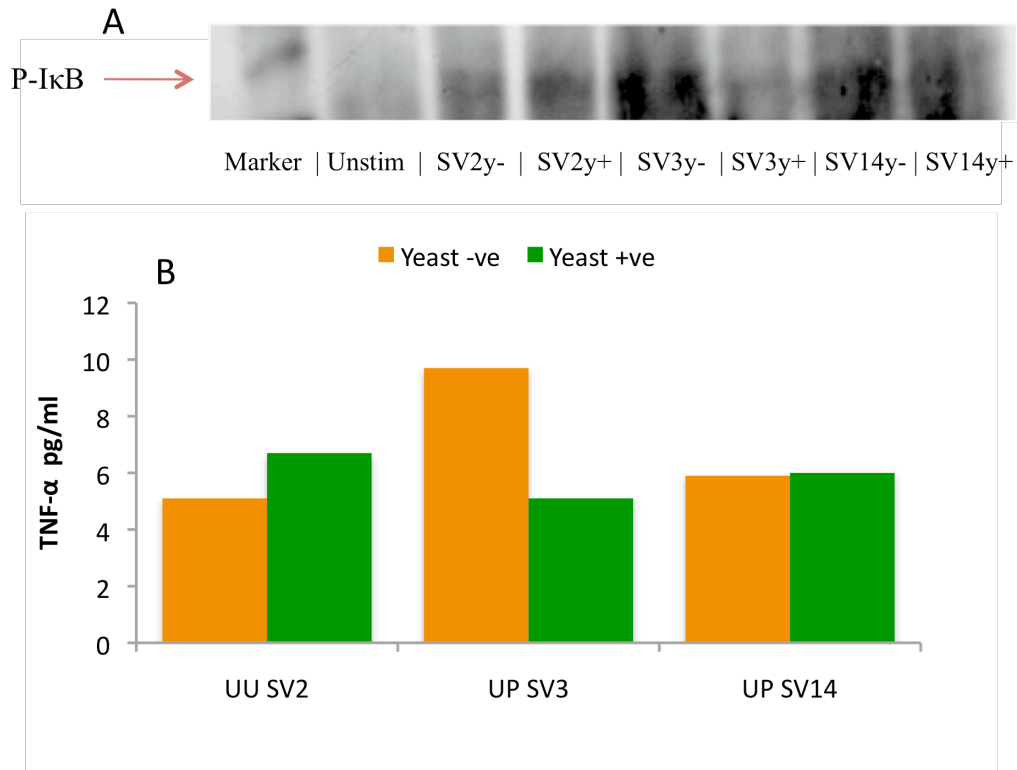 A
P-IκB
Marker | Unstim | SV2y- | SV2y+ | SV3y- | SV3y+ | SV14y- | SV14y+
B
Yeast -ve Yeast +ve
12
10
8
6
4
2
0
TNF-α pg/ml
UU SV2 UP SV3 UP SV14